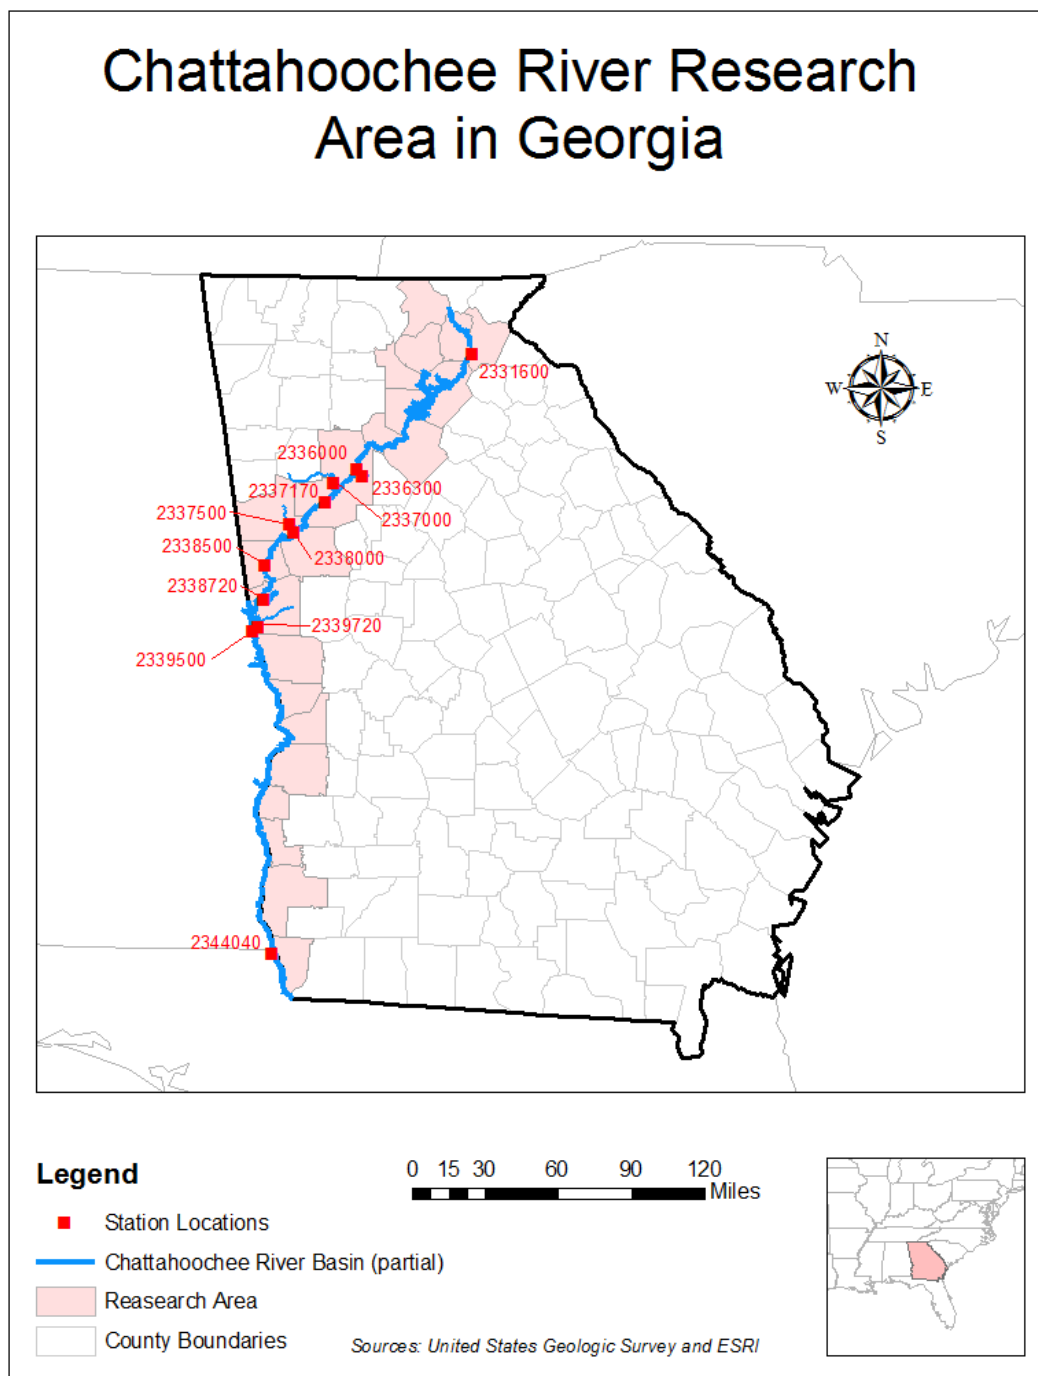 Chattahoochee River Research
Area in Georgia
N
W E
S
2331600
2336000
2336300
2337170
2337000
2337500
2338000
2338500
2338720
2339720
2339500
2344040
Legend
Station Locations
Chattahoochee River Basin (partial)
Reasearch Area
County Boundaries
0 15 30 60 90 120
Miles
Sources: United States Geologic Survey and ESRI